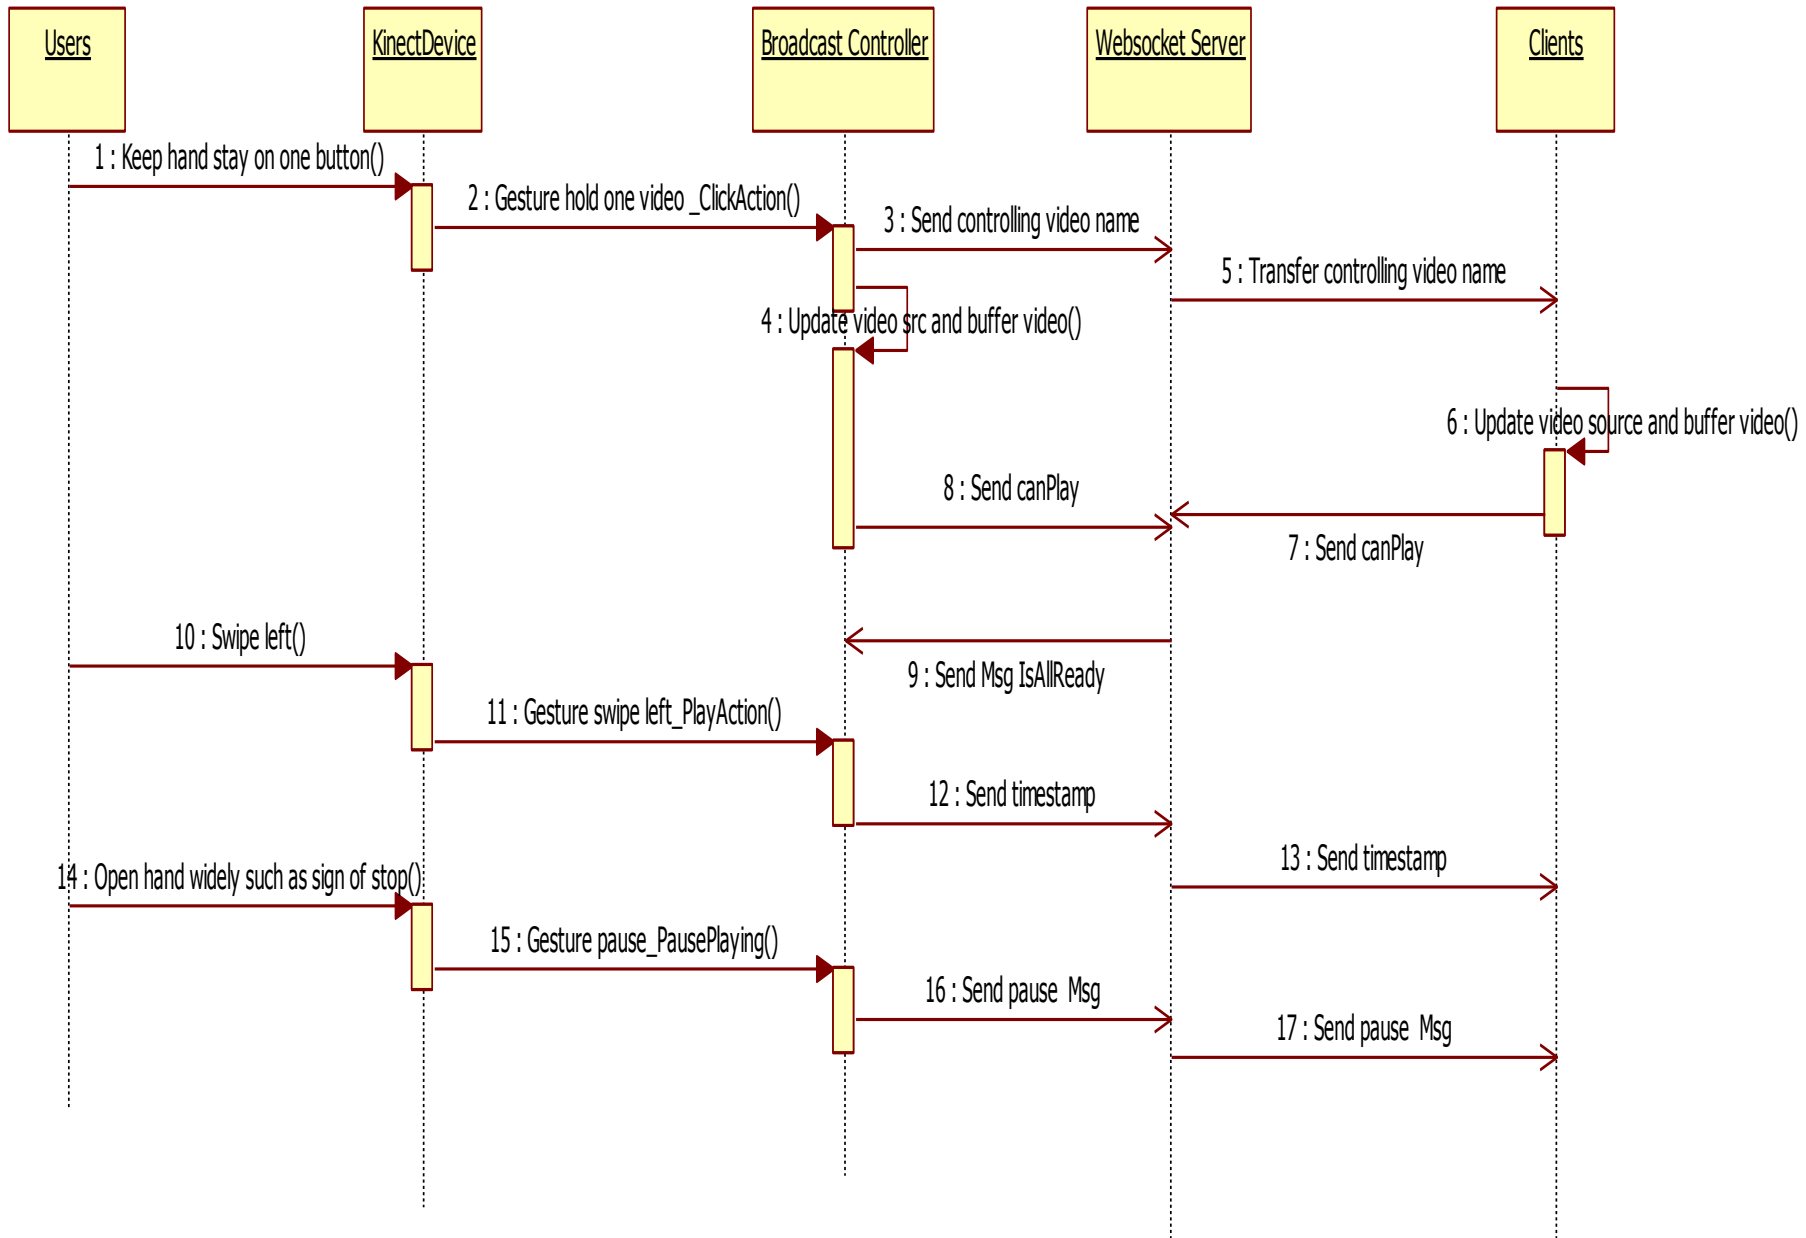 Users
KinectDevice
Broadcast Controller
Websocket Server
Clients
1 : Keep hand stay on one button()
2 : Gesture hold one video _ClickAction()
3 : Send controlling video name
5 : Transfer controlling video name
4 : Update video src and buffer video()
6 : Update video source and buffer video()
8 : Send canPlay
7 : Send canPlay
10 : Swipe left()
9 : Send Msg IsAllReady
11 : Gesture swipe left_PlayAction()
12 : Send timestamp
13 : Send timestamp
14 : Open hand widely such as sign of stop()
15 : Gesture pause_PausePlaying()
16 : Send pause  Msg
17 : Send pause  Msg